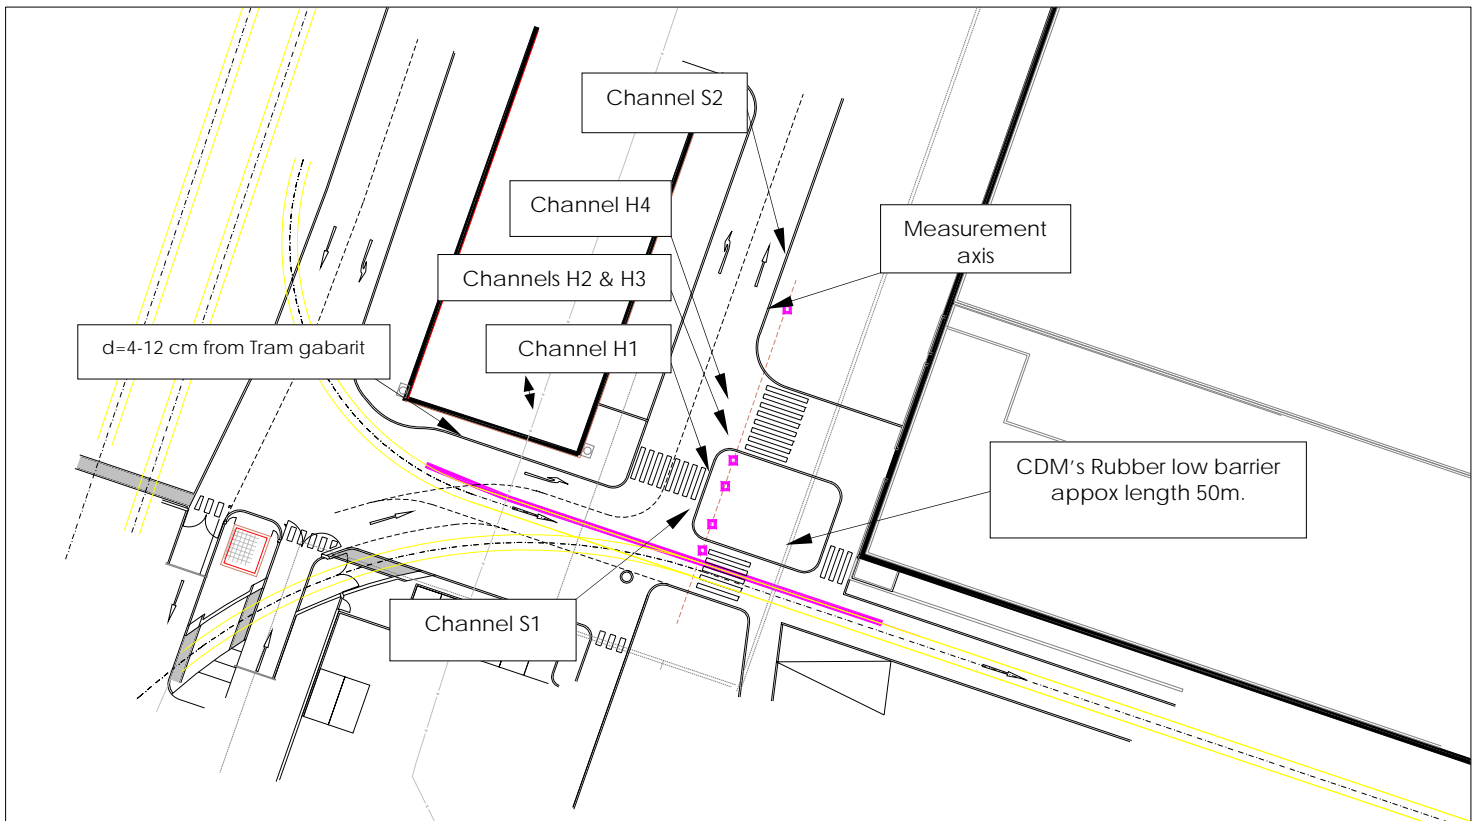 Channel S2
Channel H4
Measurement
axis
Channels H2 & H3
d=4-12 cm from Tram gabarit
Channel H1
CDM's Rubber low barrier
appox length 50m.
Channel S1